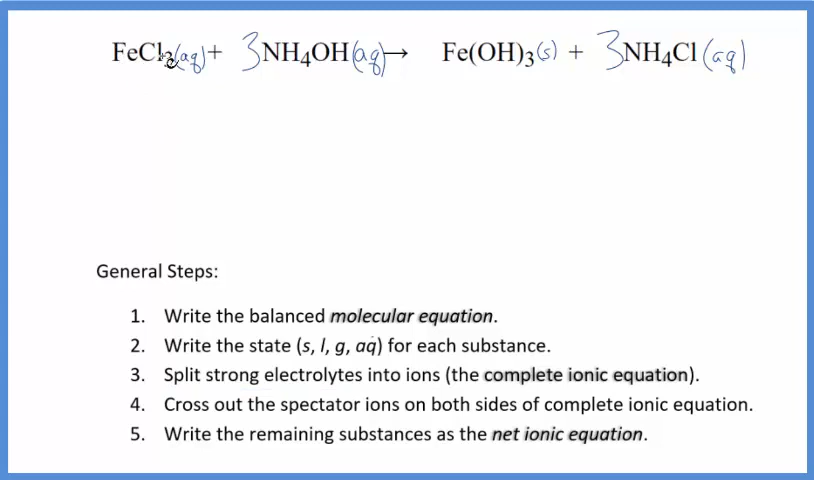 FeCl3(aq) + 3NH4OH(aq) → Fe(OH)3(s) + 3NH4Cl(aq)
General Steps:
1. Write the balanced molecular equation.
2. Write the state (s, l, g, aq) for each substance.
3. Split strong electrolytes into ions (the complete ionic equation).
4. Cross out the spectator ions on both sides of complete ionic equation.
5. Write the remaining substances as the net ionic equation.